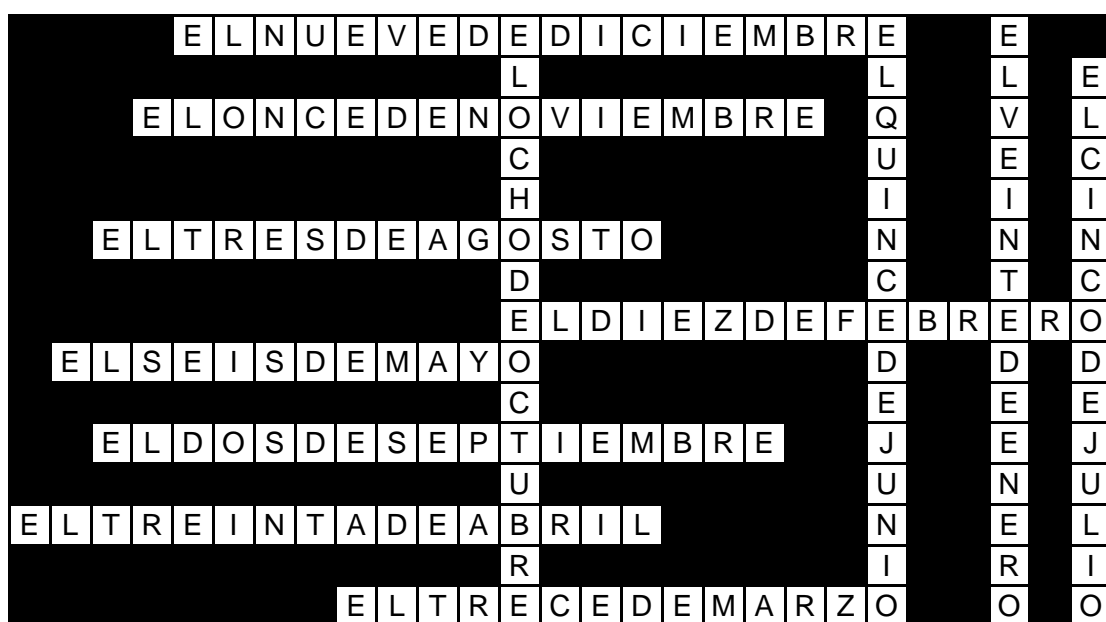 ELNUEVEDEDICIEMBRE
ELONCEDENOVIEMBRE
ELTRESDEAGOSTO
ELDIEZDEFEBRERO
ELSEISDEMAYO
ELDOSDESEPTIEMBRE
ELTREINTADEABRIL
ELTRECEDEMARZO
ELOCHODEOCTUBRE
ELQUINCEDEJUNIO
ELVEINTEDEENERO
ELCINCODEJULIO